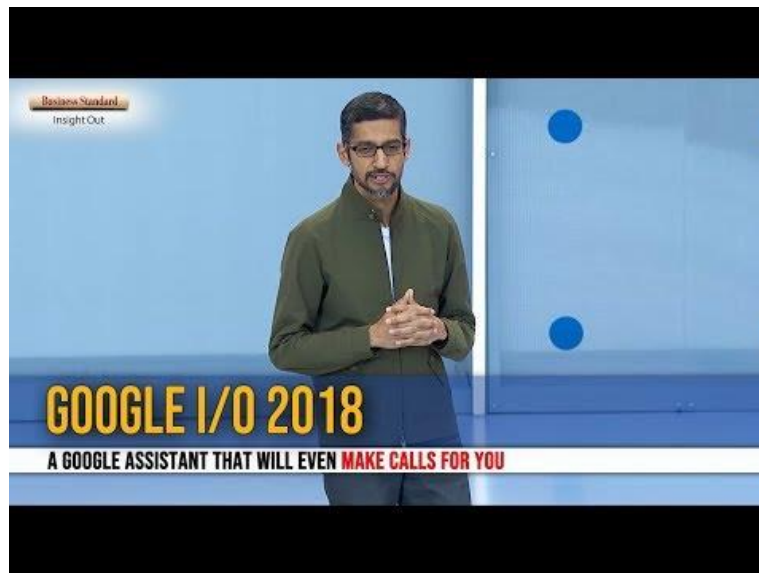 Business Standard
Insight Out
GOOGLE I/O 2018
A GOOGLE ASSISTANT THAT WILL EVEN MAKE CALLS FOR YOU